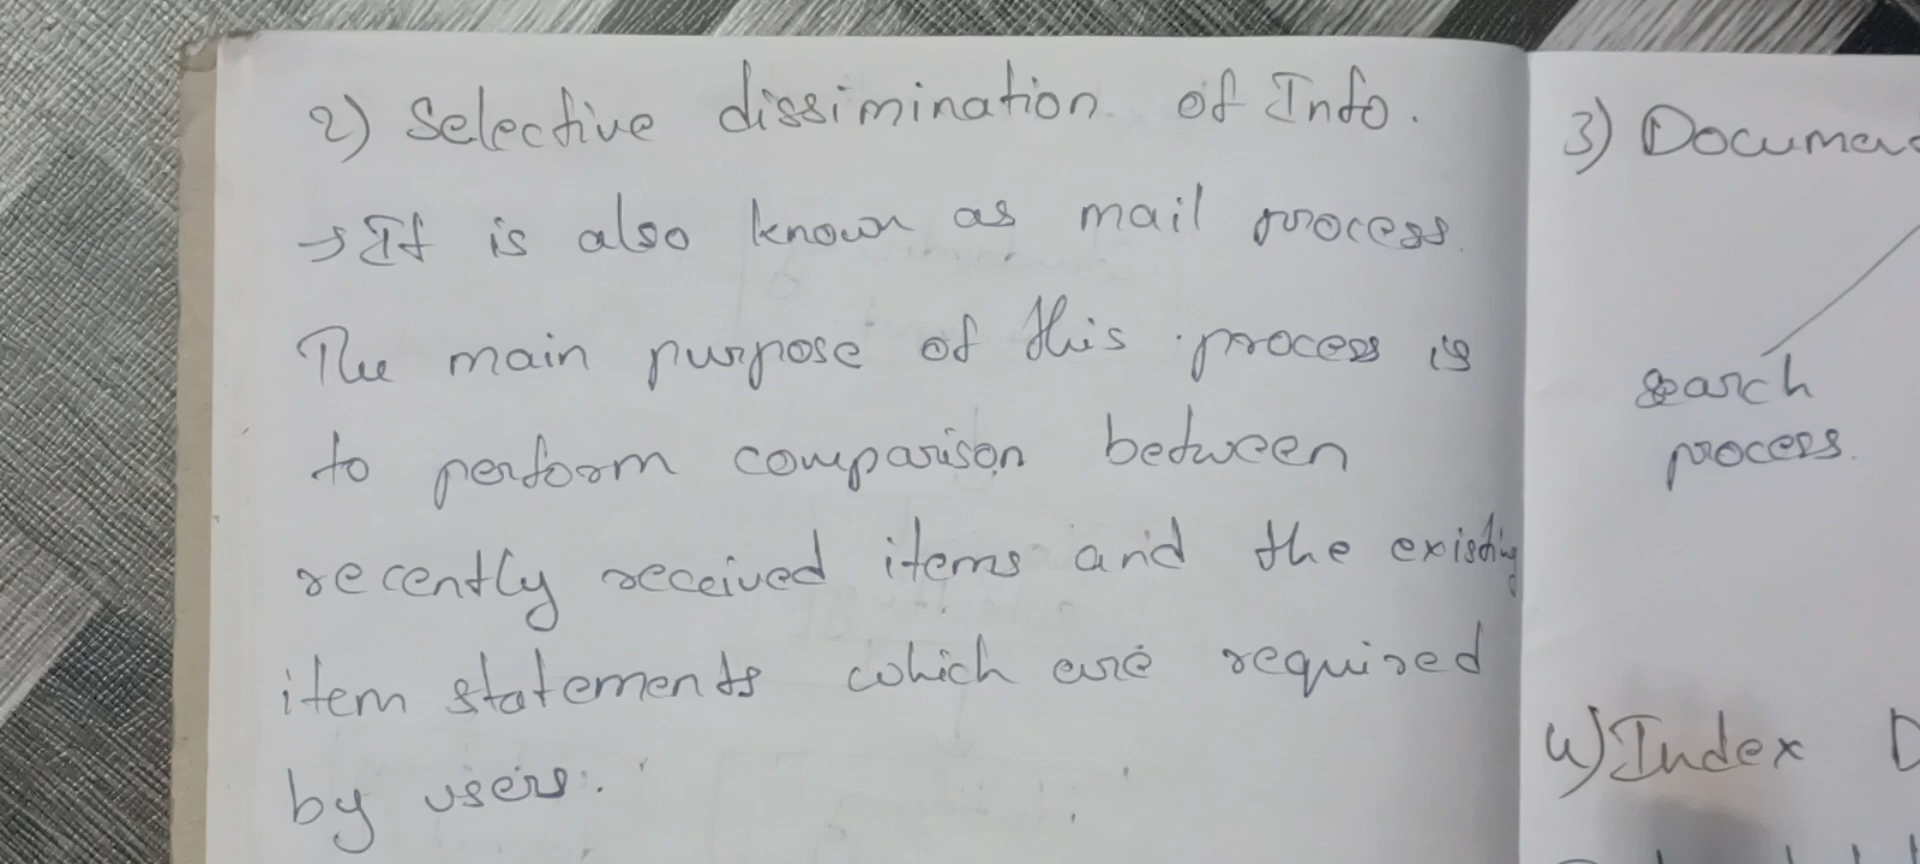 2) Selective dissimination of Info.
→ It is also known as mail process.
The main purpose of this process is
to perform comparison between
recently received items and the existing
item statements which are required
by users.
3)
search
process.
4) Index